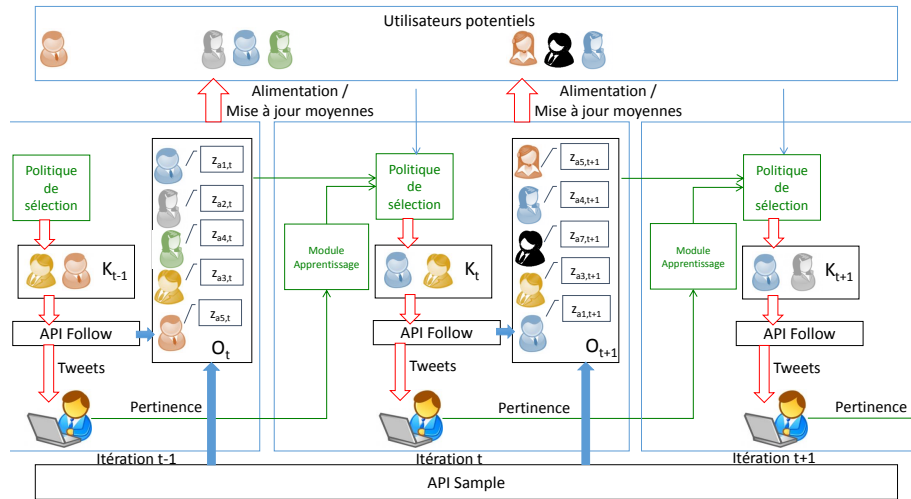 Utilisateurs potentiels
Alimentation /
Mise à jour moyennes
Alimentation /
Mise à jour moyennes
Politique
de
sélection
K t-1
API Follow
Tweets
Pertinence
Itération t-1
z a1,t
z a2,t
z a4,t
z a3,t
z a5,t
O t
Module
Apprentissage
Politique
de
sélection
K t
API Follow
Tweets
Pertinence
Itération t
z a5,t+1
z a4,t+1
z a7,t+1
z a3,t+1
z a1,t+1
O t+1
Module
Apprentissage
Politique
de
sélection
K t+1
API Follow
Tweets
Pertinence
Itération t+1
API Sample